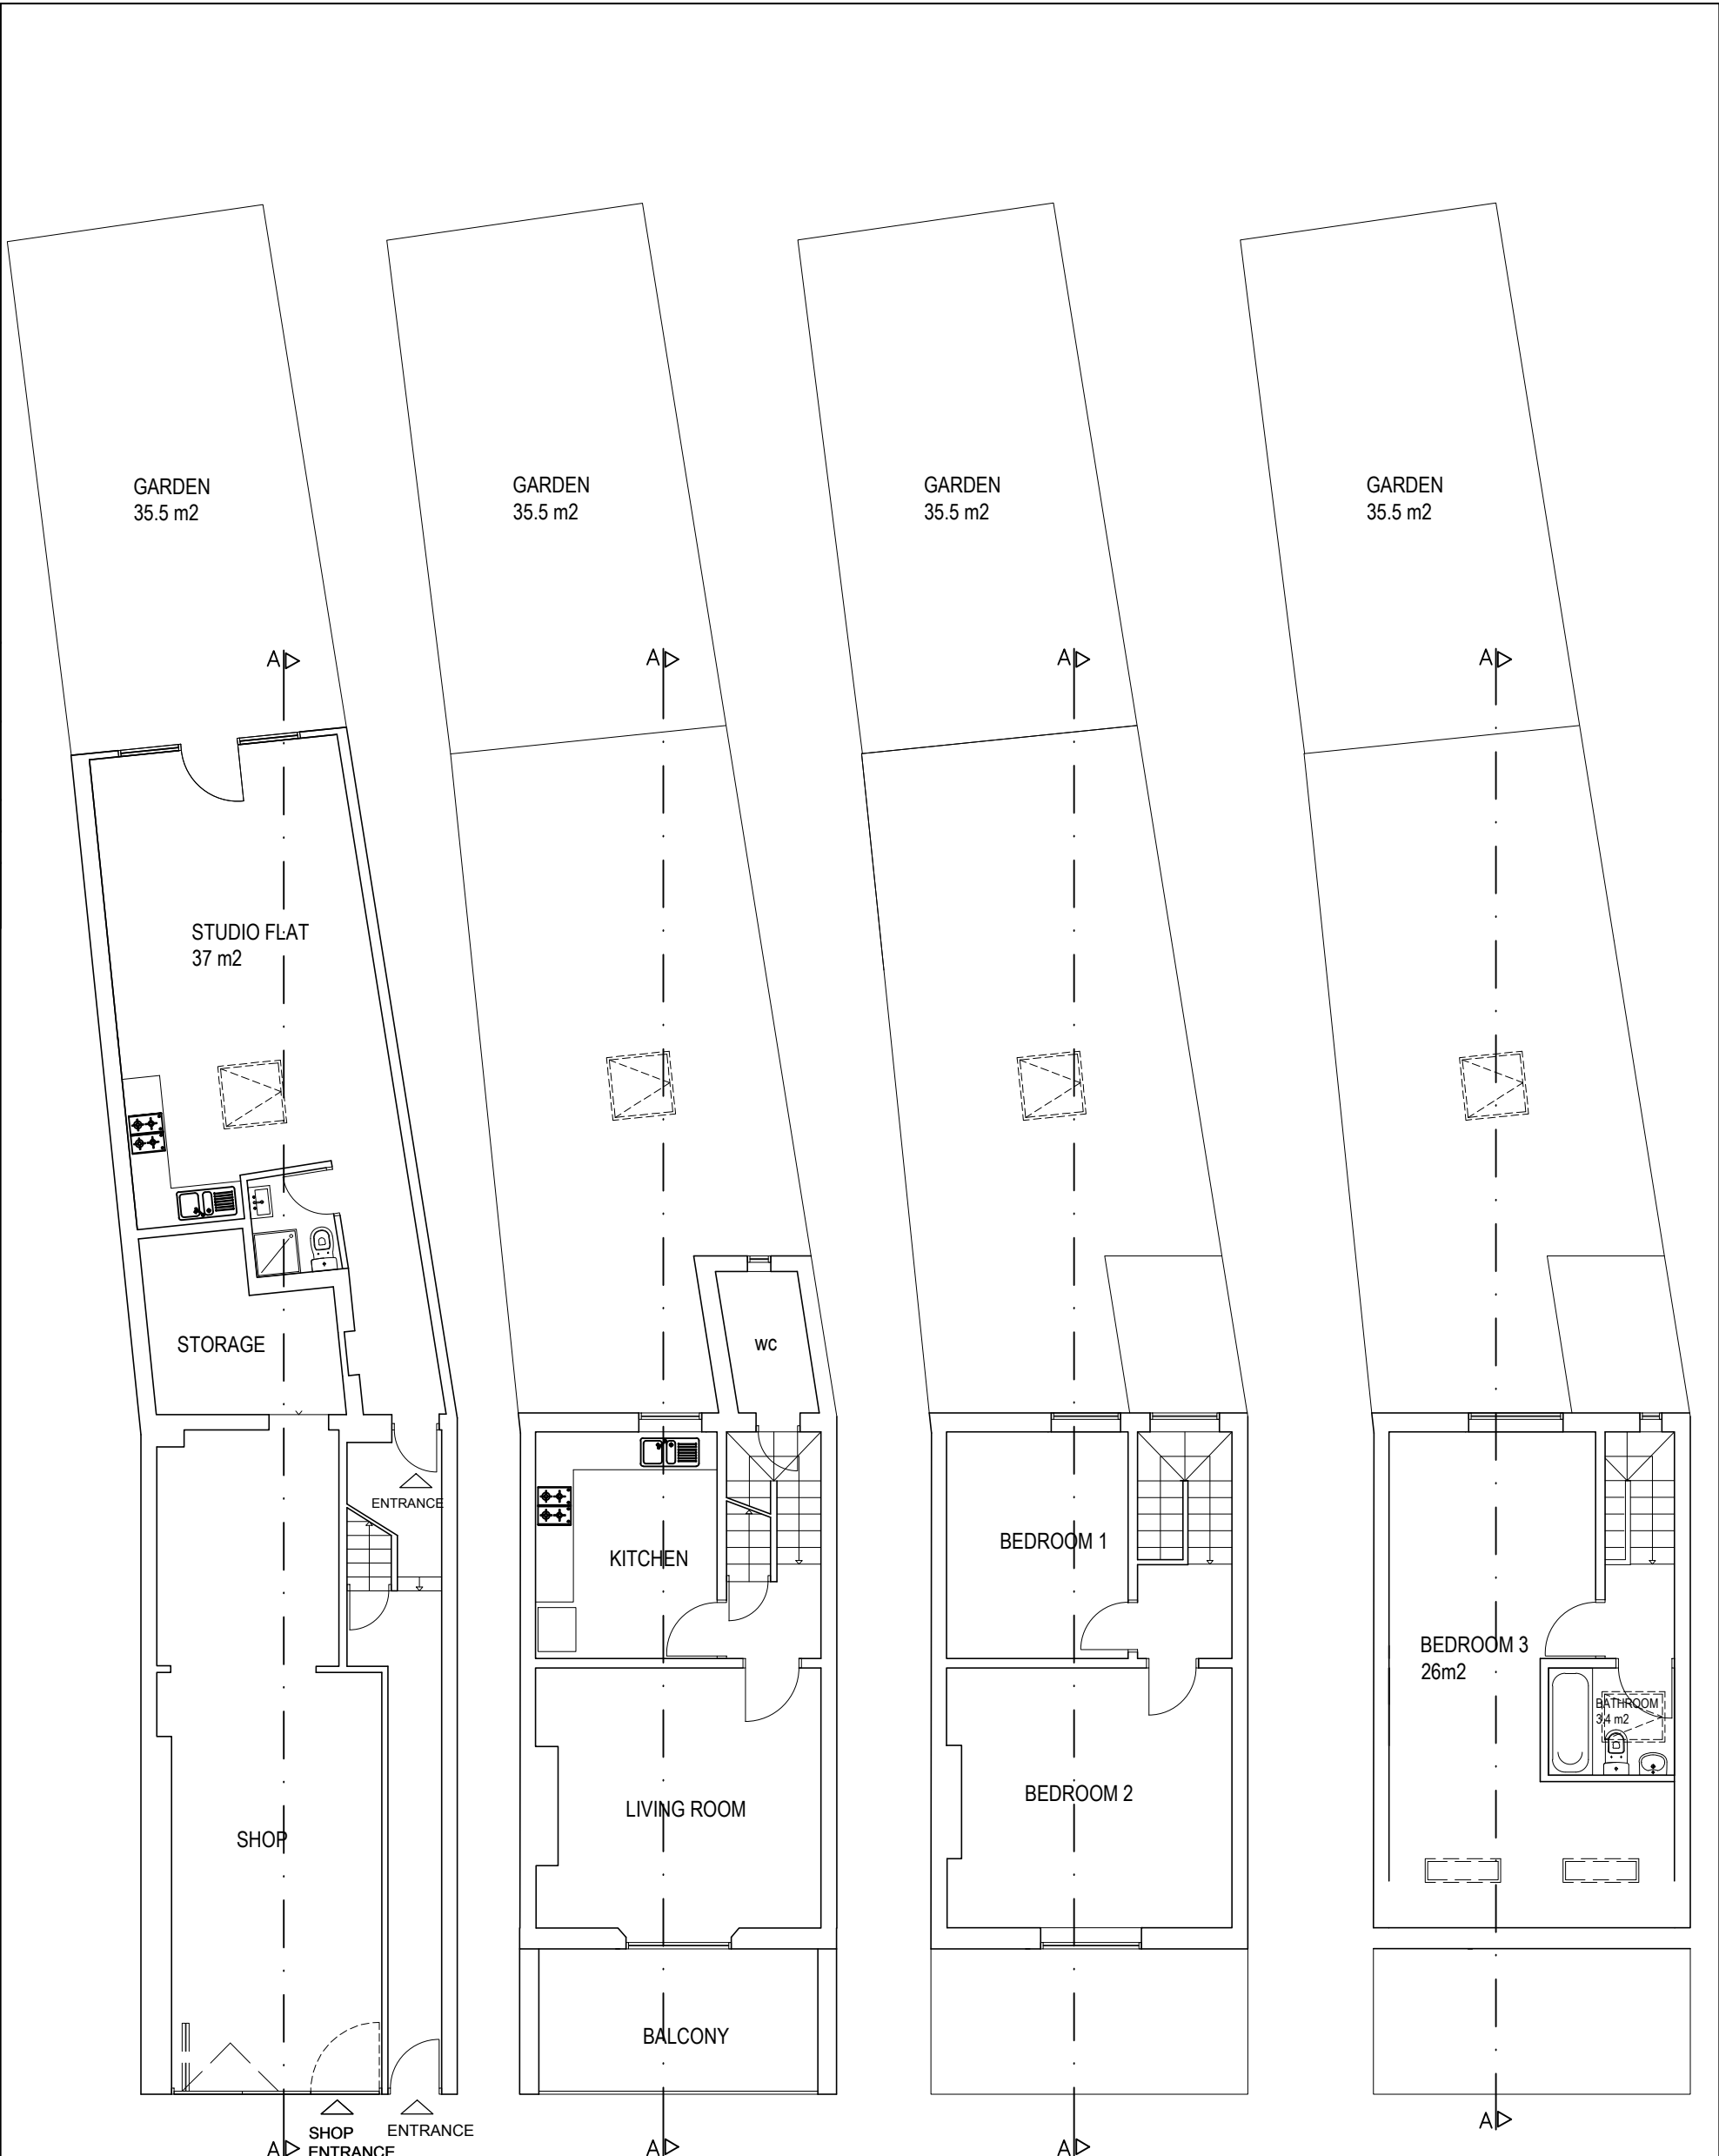 GARDEN
35.5 m2
GARDEN
35.5 m2
GARDEN
35.5 m2
GARDEN
35.5 m2
A
A
A
A
STUDIO FLAT
37 m2
STORAGE
wc
ENTRANCE
KITCHEN
BEDROOM 1
BEDROOM 3
26m2
BATHROOM
3.4 m2
SHOP
LIVING ROOM
BEDROOM 2
BALCONY
SHOP
ENTRANCE
ENTRANCE
A
A
A
A